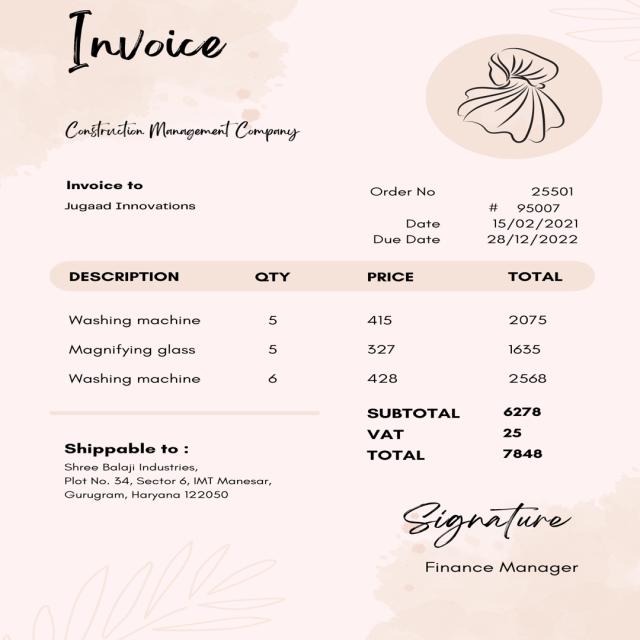 Invoice
Construction Management Company
Invoice to
Jugaad Innovations
Order No 25501
# 95007
Date 15/02/2021
Due Date 28/12/2022
DESCRIPTION QTY PRICE TOTAL
Washing machine 5 415 2075
Magnifying glass 5 327 1635
Washing machine 6 428 2568
SUBTOTAL 6278
VAT 25
TOTAL 7848
Shippable to :
Shree Balaji Industries,
Plot No. 34, Sector 6, IMT Manesar,
Gurugram, Haryana 122050
Signature
Finance Manager